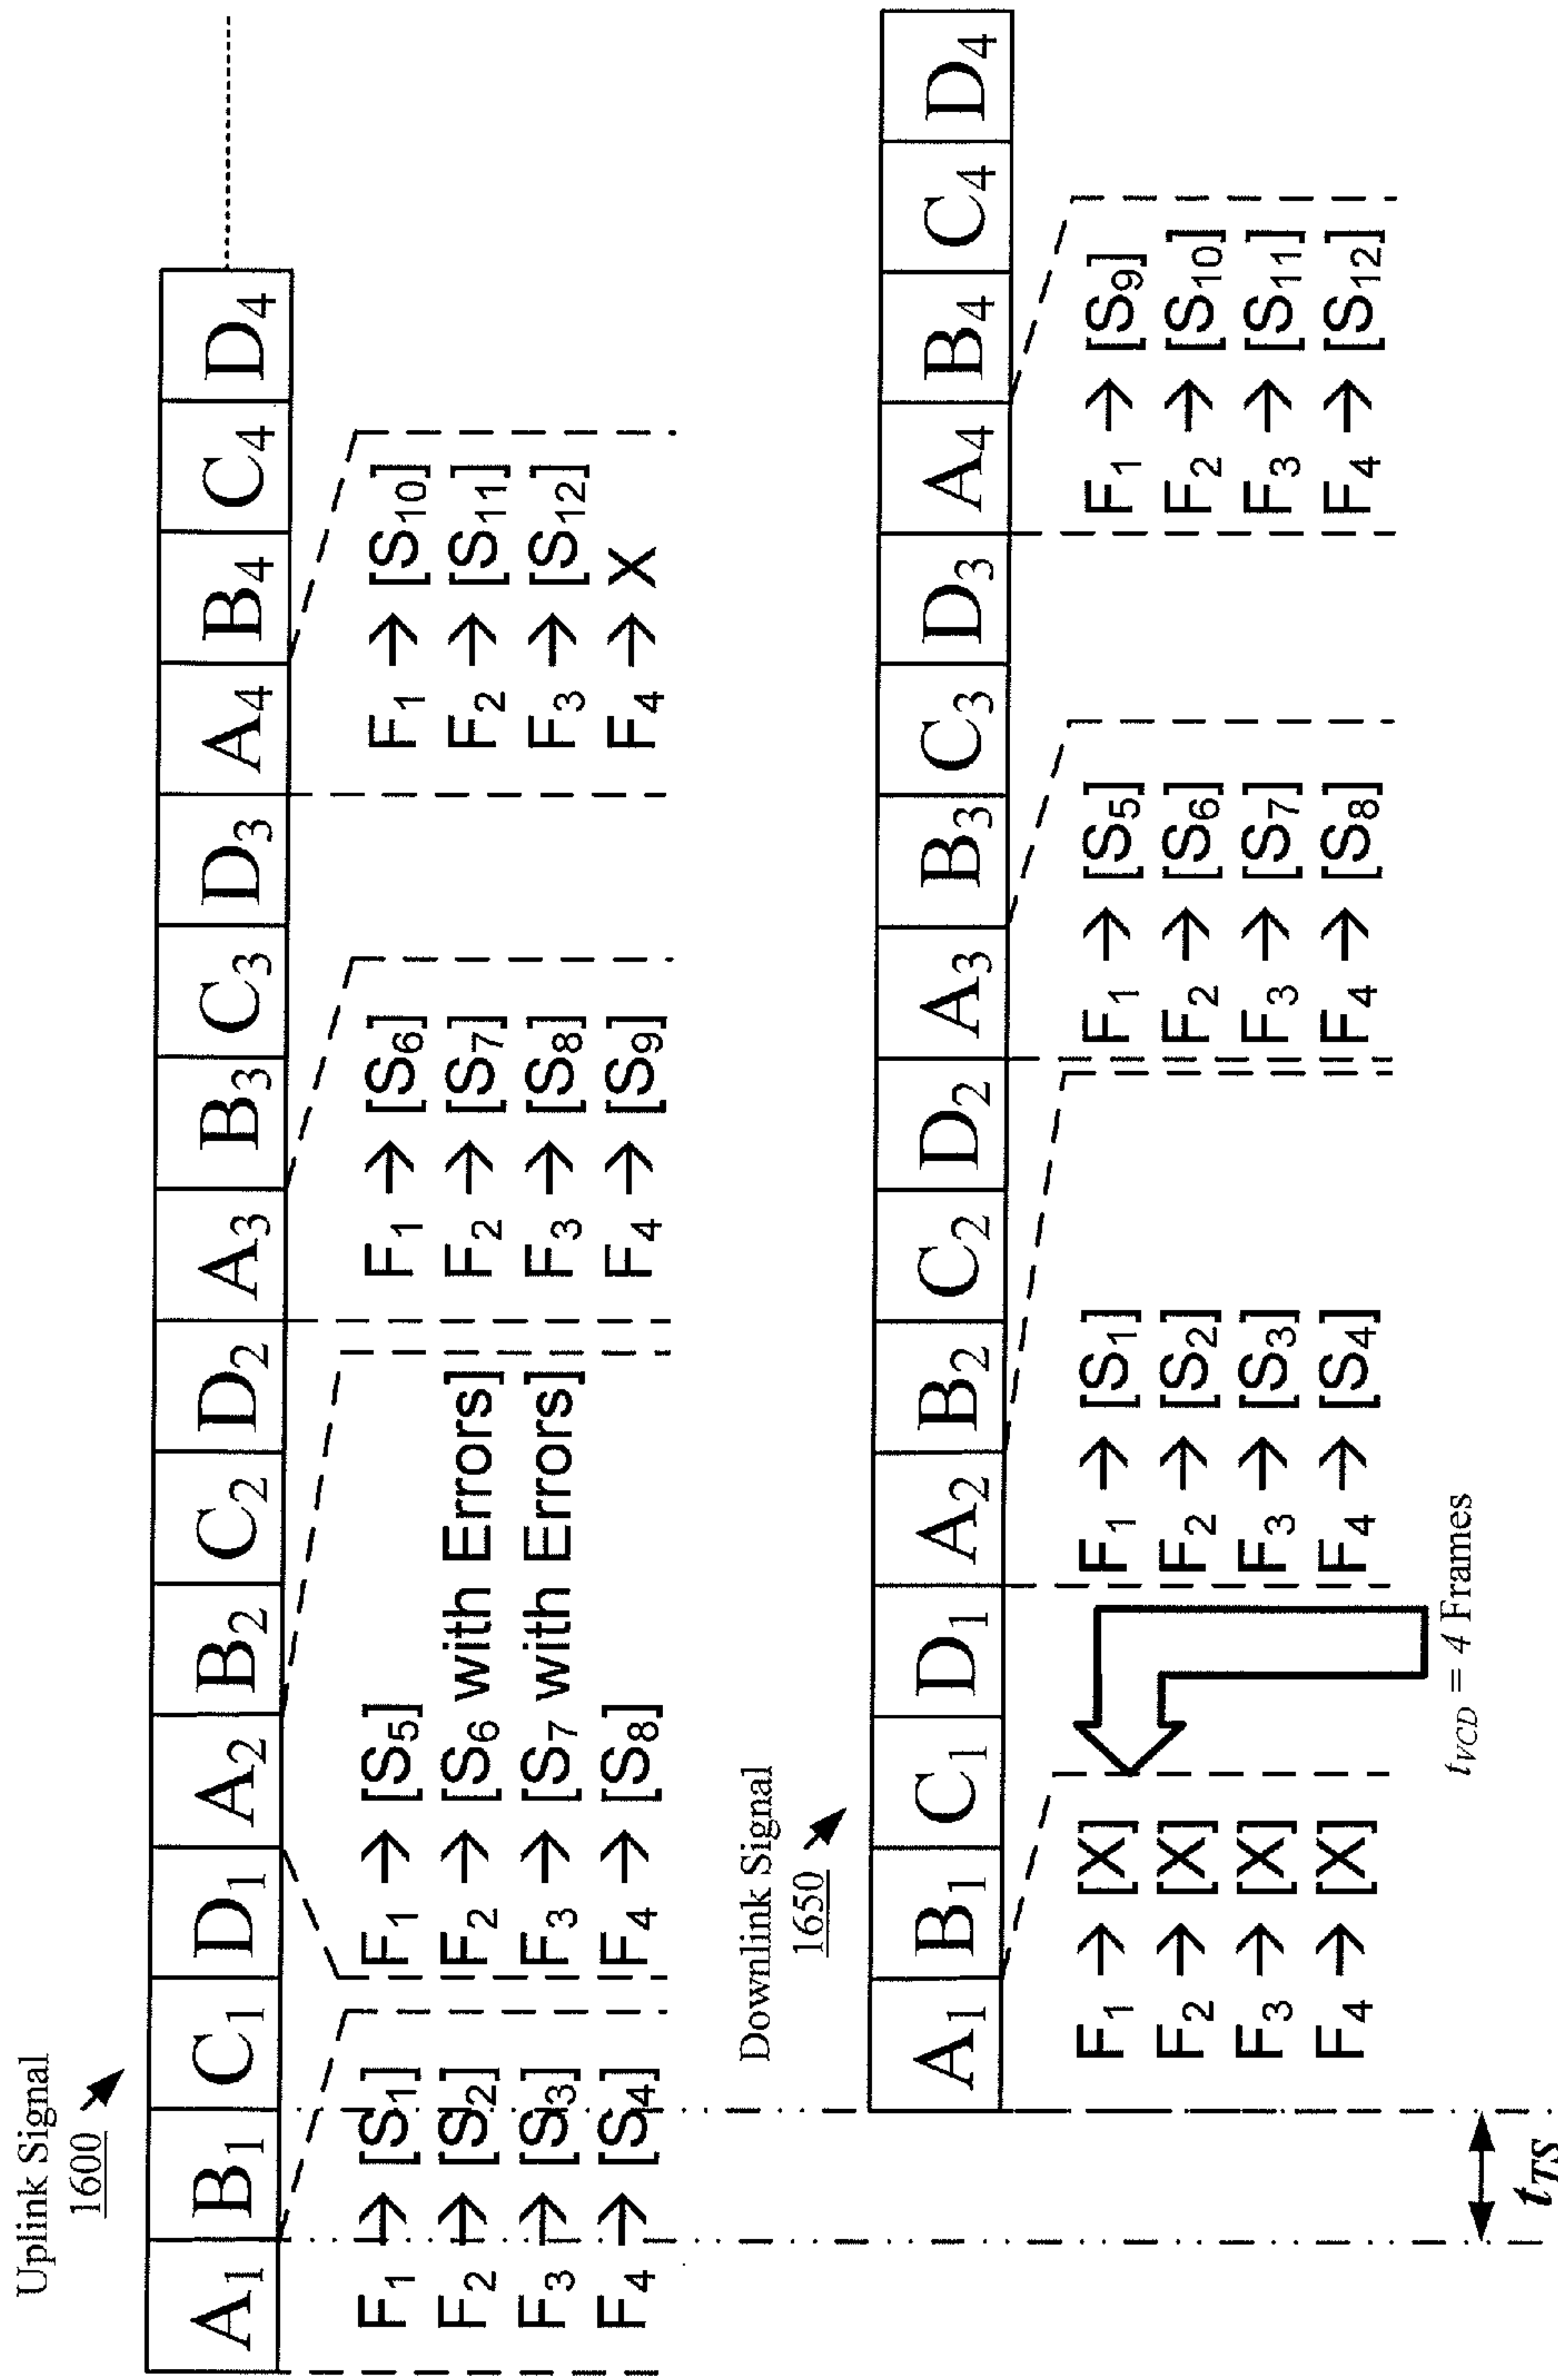 Uplink Signal
1600
A1 B1 C1 D1 A2 B2 C2 D2 A3 B3 C3 D3 A4 B4 C4 D4
F1 → [S1]
F2 → [S2]
F3 → [S3]
F4 → [S4]
F1 → [S5]
F2 → [S6 with Errors]
F3 → [S7 with Errors]
F4 → [S8]
F1 → [S6]
F2 → [S7]
F3 → [S8]
F4 → [S9]
F1 → [S10]
F2 → [S11]
F3 → [S12]
F4 → X
Downlink Signal
1650
A1 B1 C1 D1 A2 B2 C2 D2 A3 B3 C3 D3 A4 B4 C4 D4
F1 → [X]
F2 → [X]
F3 → [X]
F4 → [X]
F1 → [S1]
F2 → [S2]
F3 → [S3]
F4 → [S4]
F1 → [S5]
F2 → [S6]
F3 → [S7]
F4 → [S8]
F1 → [S9]
F2 → [S10]
F3 → [S11]
F4 → [S12]
tVCD = 4 Frames
tTS